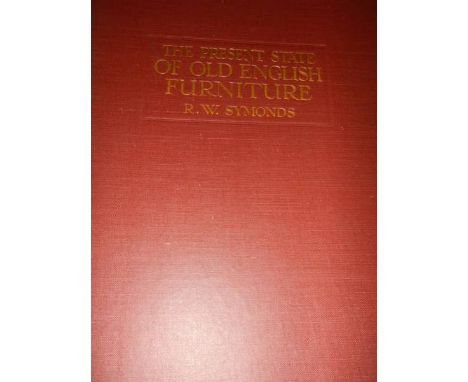 THE PRESENT STATE
OF OLD ENGLISH
FURNITURE
R. W. SYMONDS